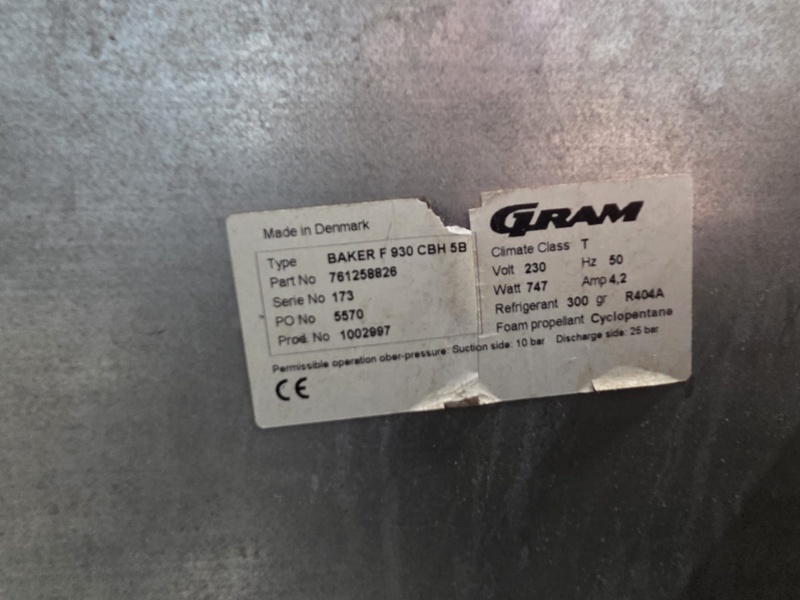 Made in Denmark
Type BAKER F 930 CBH 5B
Part No 761258826
Serie No 173
PO No 5570
Prod. No 1002997
GRAM
Climate Class T
Volt 230 Hz 50
Watt 747 Amp 4,2
Refrigerant 300 gr R404A
Foam propellant Cyclopentane
Permissible operation ober-pressure: Suction side: 10 bar Discharge side: 25 bar
CE